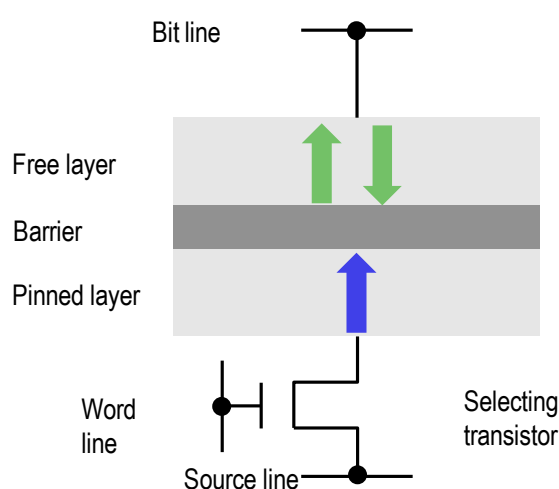 Bit line
Free layer
Barrier
Pinned layer
Word
line
Selecting
transistor
Source line